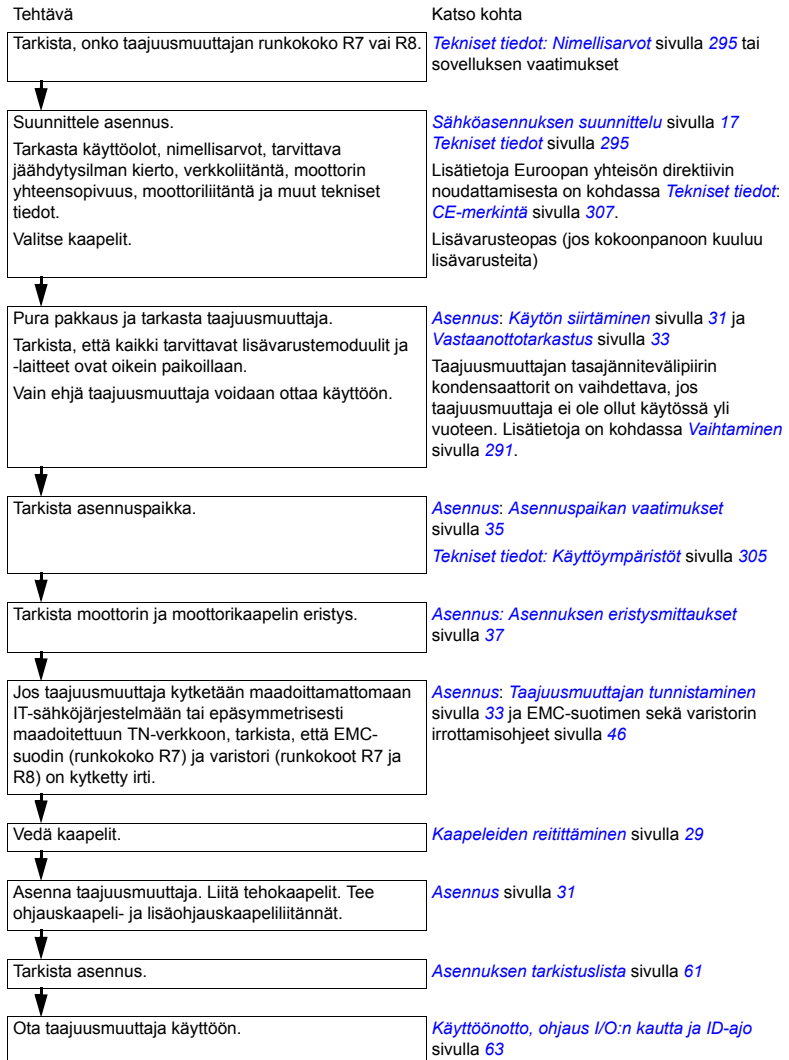 Tehtävä
Katso kohta
Tarkista, onko taajuusmuuttajan runkokoko R7 vai R8.
Tekniset tiedot: Nimellisarvot sivulla 295 tai
sovelluksen vaatimukset
Suunnittele asennus.
Tarkasta käyttöolot, nimellisarvot, tarvittava
jäähdytysilman kierto, verkkoliitäntä, moottorin
yhteensopivuus, moottoriliitäntä ja muut tekniset
tiedot.
Valitse kaapelit.
Sähköasennuksen suunnittelu sivulla 17
Tekniset tiedot sivulla 295
Lisätietoja Euroopan yhteisön direktiivin
noudattamisesta on kohdassa Tekniset tiedot:
CE-merkintä sivulla 307.
Lisävarusteopas (jos kokoonpanoon kuuluu
lisävarusteita)
Pura pakkaus ja tarkasta taajuusmuuttaja.
Tarkista, että kaikki tarvittavat lisävarustemoduulit ja
-laitteet ovat oikein paikoillaan.
Vain ehjä taajuusmuuttaja voidaan ottaa käyttöön.
Asennus: Käytön siirtäminen sivulla 31 ja
Vastaanottotarkastus sivulla 33
Taajuusmuuttajan tasajännitevälipiirin
kondensaattorit on vaihdettava, jos
taajuusmuuttaja ei ole ollut käytössä yli
vuoteen. Lisätietoja on kohdassa Vaihtaminen
sivulla 291.
Tarkista asennuspaikka.
Asennus: Asennuspaikan vaatimukset
sivulla 35
Tekniset tiedot: Käyttöympäristöt sivulla 305
Tarkista moottorin ja moottorikaapelin eristys.
Asennus: Asennuksen eristysmittaukset
sivulla 37
Jos taajuusmuuttaja kytketään maadoittamattomaan
IT-sähköjärjestelmään tai epäsymmetrisesti
maadoitettuun TN-verkkoon, tarkista, että EMC-
suodin (runkokoko R7) ja varistori (runkokoot R7 ja
R8) on kytketty irti.
Asennus: Taajuusmuuttajan tunnistaminen
sivulla 33 ja EMC-suotimen sekä varistorin
irrottamisohjeet sivulla 46
Vedä kaapelit.
Kaapeleiden reitittäminen sivulla 29
Asenna taajuusmuuttaja. Liitä tehokaapelit. Tee
ohjauskaapeli- ja lisäohjauskaapeliliitännät.
Asennus sivulla 31
Tarkista asennus.
Asennuksen tarkistuslista sivulla 61
Ota taajuusmuuttaja käyttöön.
Käyttöönotto, ohjaus I/O:n kautta ja ID-ajo
sivulla 63